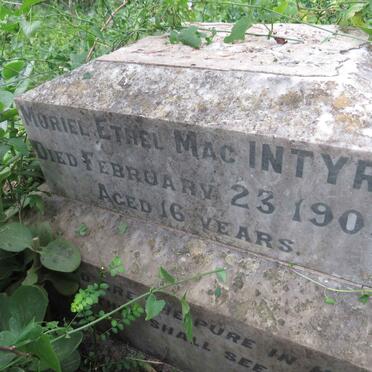 MURIEL ETHEL MAC INTYR
DIED FEBRUARY 23 190
AGED 16 YEARS.
PURE IN
SHALL SEE